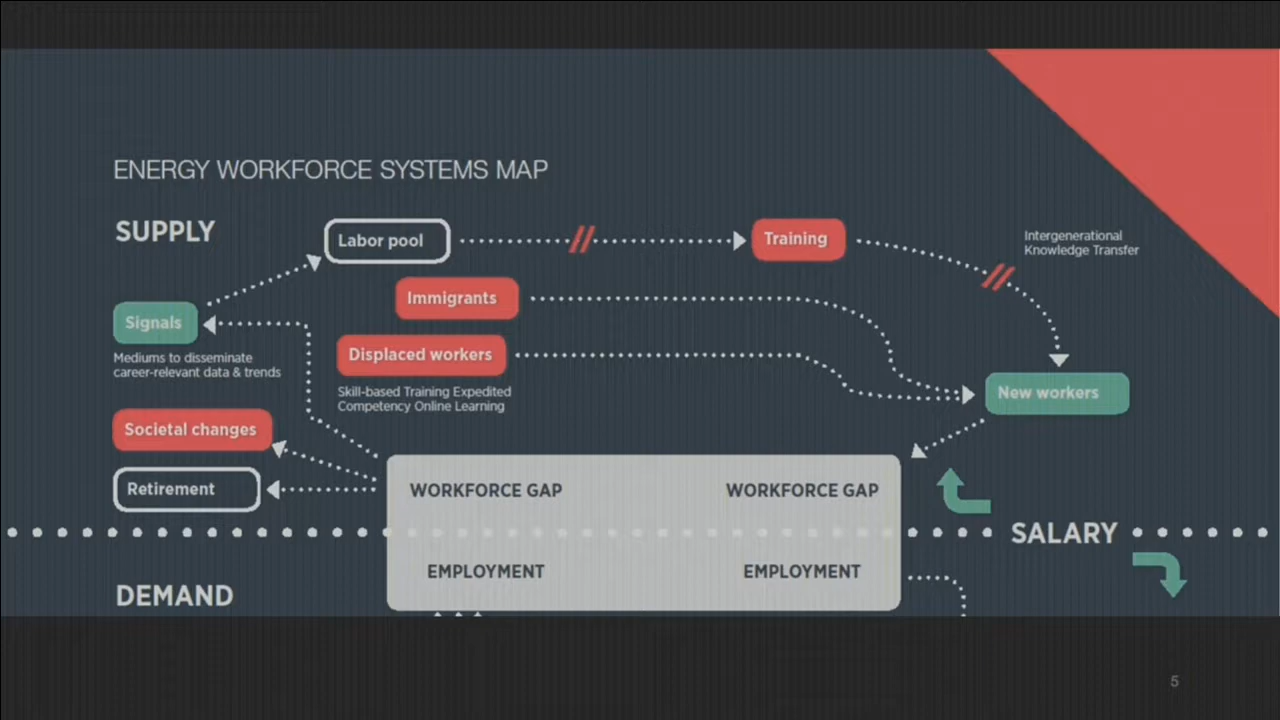 ENERGY WORKFORCE SYSTEMS MAP
SUPPLY
Labor pool
Training
Intergenerational
Knowledge Transfer
Immigrants
Signals
Mediums to disseminate
career-relevant data & trends
Displaced workers
Skill-based Training Expedited
Competency Online Learning
New workers
Societal changes
Retirement
WORKFORCE GAP
WORKFORCE GAP
SALARY
EMPLOYMENT
EMPLOYMENT
DEMAND
5